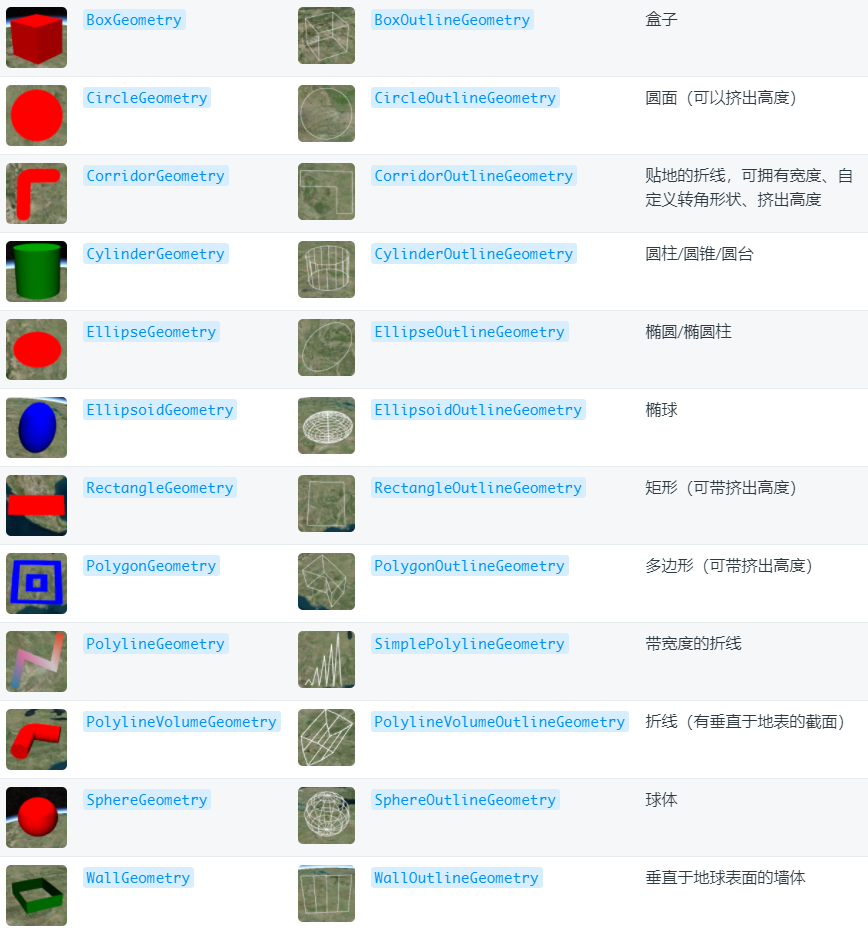 BoxGeometry BoxOutlineGeometry 盒子
CircleGeometry CircleOutlineGeometry 圆面（可以挤出高度）
CorridorGeometry CorridorOutlineGeometry 贴地的折线，可拥有宽度、自
定义转角形状、挤出高度
CylinderGeometry CylinderOutlineGeometry 圆柱/圆锥/圆台
EllipseGeometry EllipseOutlineGeometry 椭圆/椭圆柱
EllipsoidGeometry EllipsoidOutlineGeometry 椭球
RectangleGeometry RectangleOutlineGeometry 矩形（可带挤出高度）
PolygonGeometry PolygonOutlineGeometry 多边形（可带挤出高度）
PolylineGeometry SimplePolylineGeometry 带宽度的折线
PolylineVolumeGeometry PolylineVolumeOutlineGeometry 折线（有垂直于地表的截面）
SphereGeometry SphereOutlineGeometry 球体
WallGeometry WallOutlineGeometry 垂直于地球表面的墙体